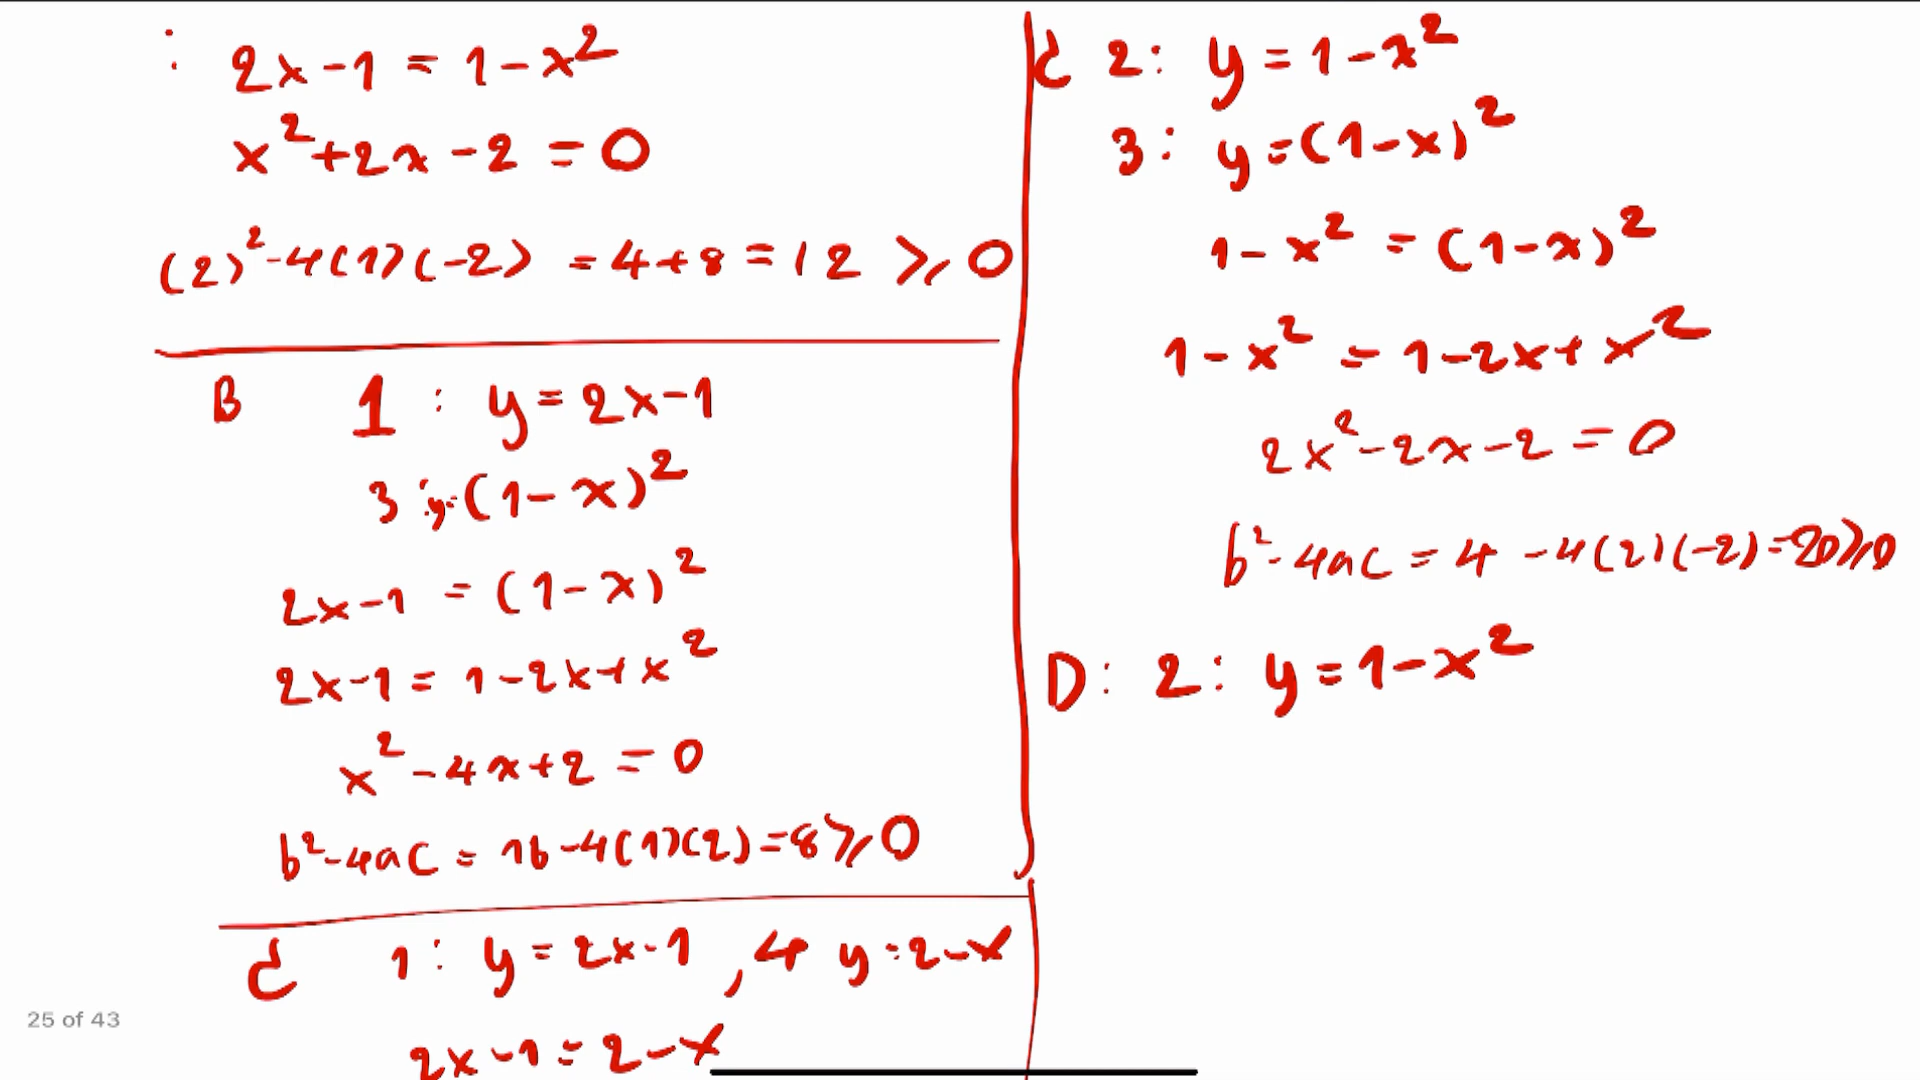 : 2x-1 = 1-x²
x²+2x-2 = 0
(2)²-4(1)(-2) = 4+8 = 12 ⩾ 0
B 1 : y = 2x-1
3 : y=(1-x)²
2x-1 = (1-x)²
2x-1 = 1-2x+x²
x²-4x+2 = 0
b²-4ac = 16-4(1)(2)=8⩾0
C 1 : y = 2x-1 , 4 y=2-x
2x-1=2-x
C 2 : y = 1-x²
3 : y=(1-x)²
1-x² = (1-x)²
1-x² = 1-2x+x²
2x²-2x-2 = 0
b²-4ac = 4 -4(2)(-2)=20⩾0
D : 2 : y=1-x²
25 of 43